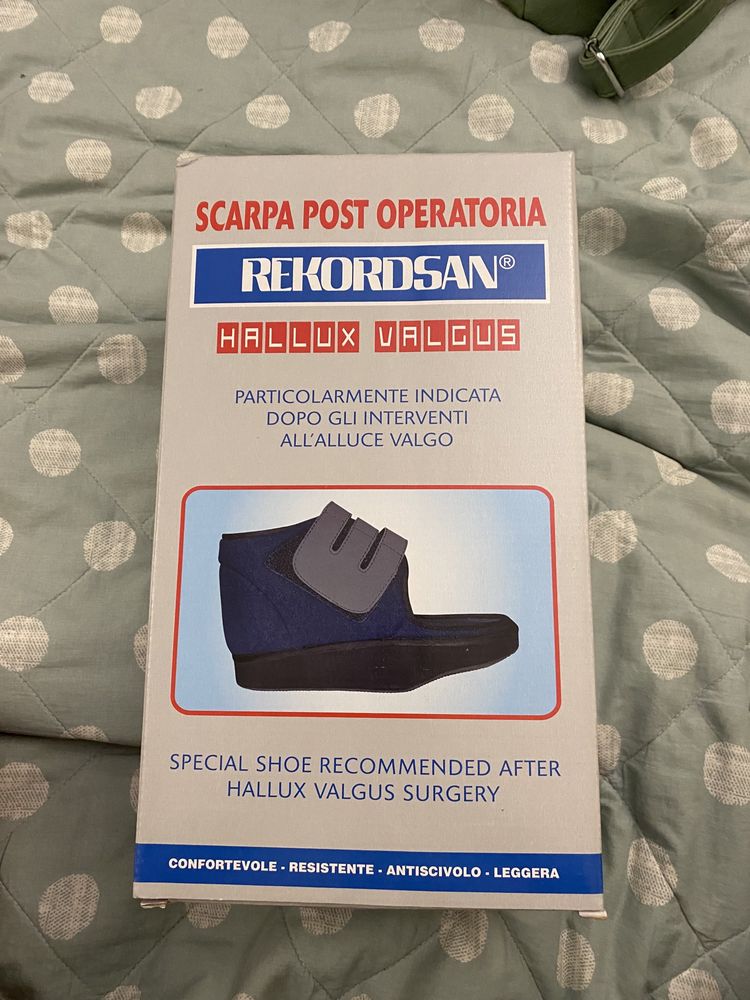 SCARPA POST OPERATORIA
REKORDSAN®
HALLUX VALGUS
PARTICOLARMENTE INDICATA
DOPO GLI INTERVENTI
ALL'ALLUCE VALGO
SPECIAL SHOE RECOMMENDED AFTER
HALLUX VALGUS SURGERY
CONFORTEVOLE - RESISTENTE - ANTISCIVOLO - LEGGERA